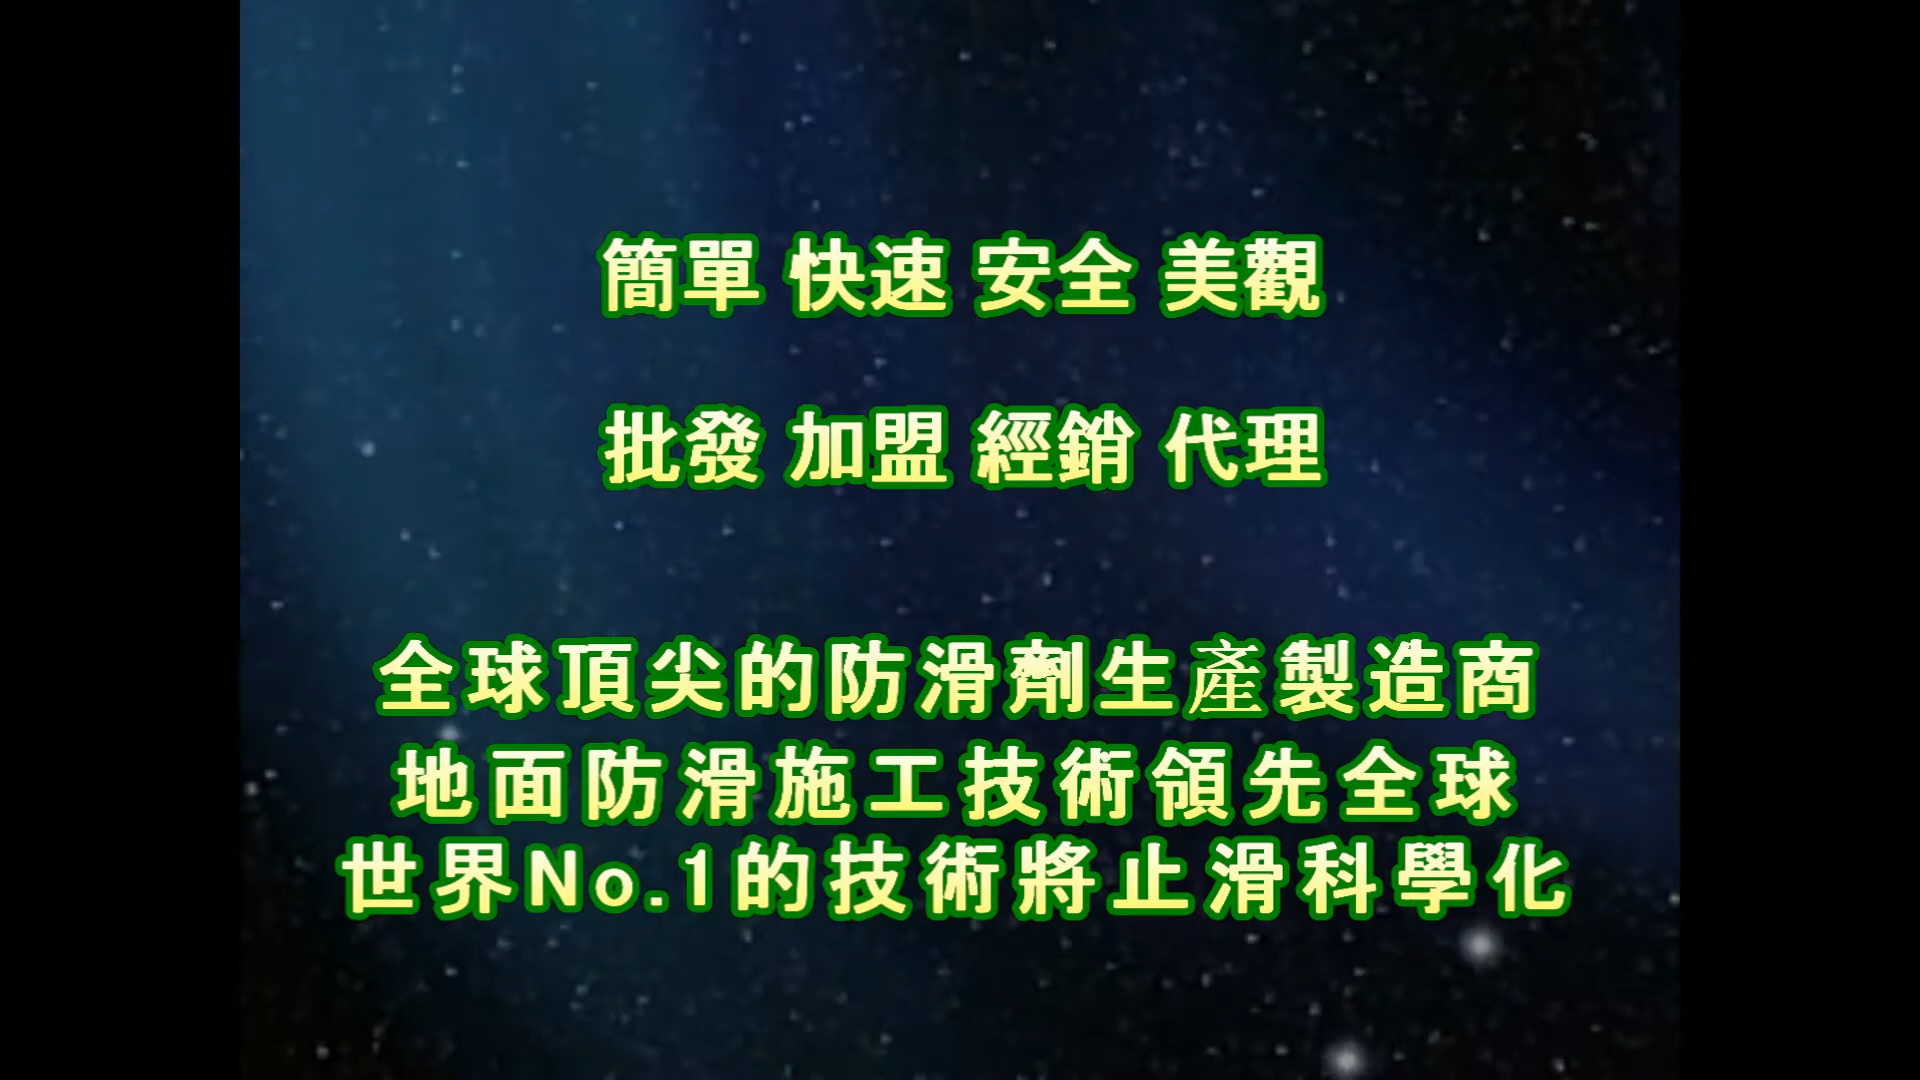 簡單 快速 安全 美觀
批發 加盟 經銷 代理
全球頂尖的防滑劑生產製造商
地面防滑施工技術領先全球
世界No.1的技術將止滑科學化